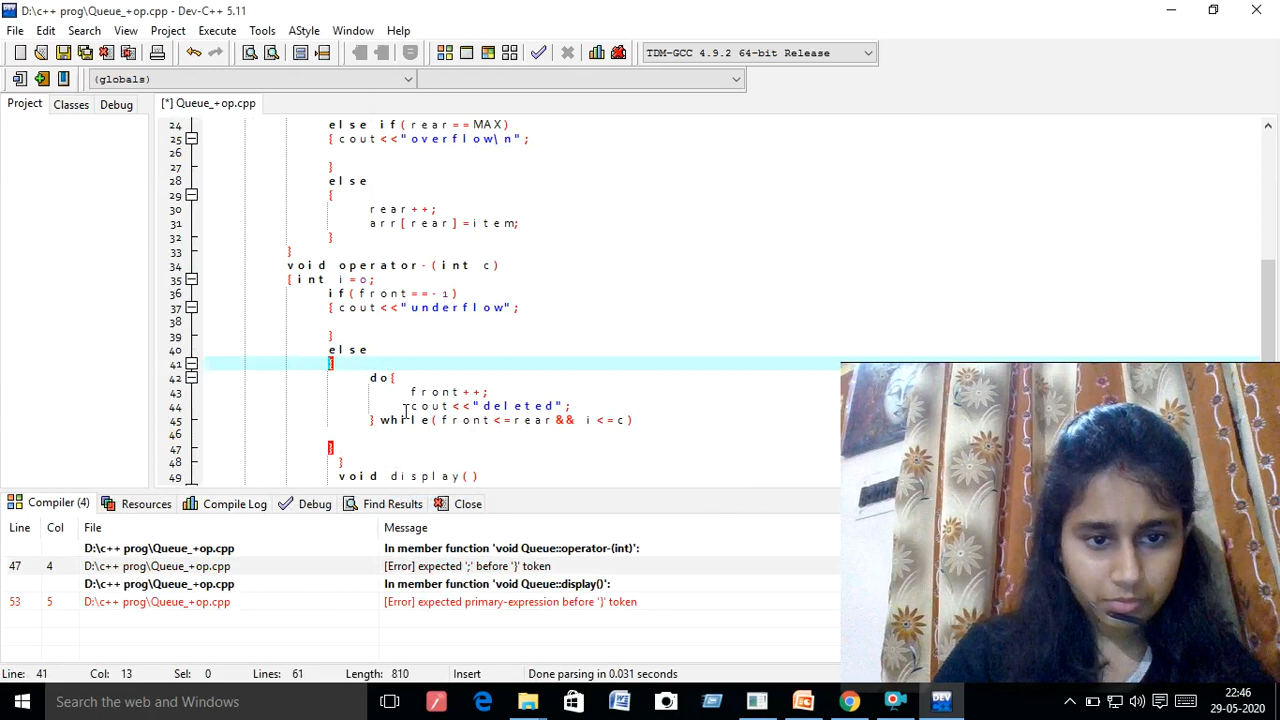 D:\c++ prog\Queue_+op.cpp - Dev-C++ 5.11
File Edit Search View Project Execute Tools AStyle Window Help
TDM-GCC 4.9.2 64-bit Release
(globals)
Project Classes Debug [*] Queue_+op.cpp
24 else if(rear==MAX)
25 {cout<<"overflow\n";
26
27 }
28 else
29 {
30 rear++;
31 arr[rear]=item;
32 }
33 }
34 void operator-(int c)
35 {int i=0;
36 if(front==-1)
37 {cout<<"underflow";
38
39 }
40 else
41 {
42 do{
43 front++;
44 cout<<"deleted";
45 }while(front<=rear&& i<=c)
46
47 }
48 }
49 void display()
Compiler (4) Resources Compile Log Debug Find Results Close
Line Col File Message
D:\c++ prog\Queue_+op.cpp In member function 'void Queue::operator-(int)':
47 4 D:\c++ prog\Queue_+op.cpp [Error] expected ';' before '}' token
D:\c++ prog\Queue_+op.cpp In member function 'void Queue::display()':
53 5 D:\c++ prog\Queue_+op.cpp [Error] expected primary-expression before '}' token
Line: 41 Col: 13 Sel: 0 Lines: 61 Length: 810 Insert Done parsing in 0.031 seconds
Search the web and Windows
22:46
29-05-2020